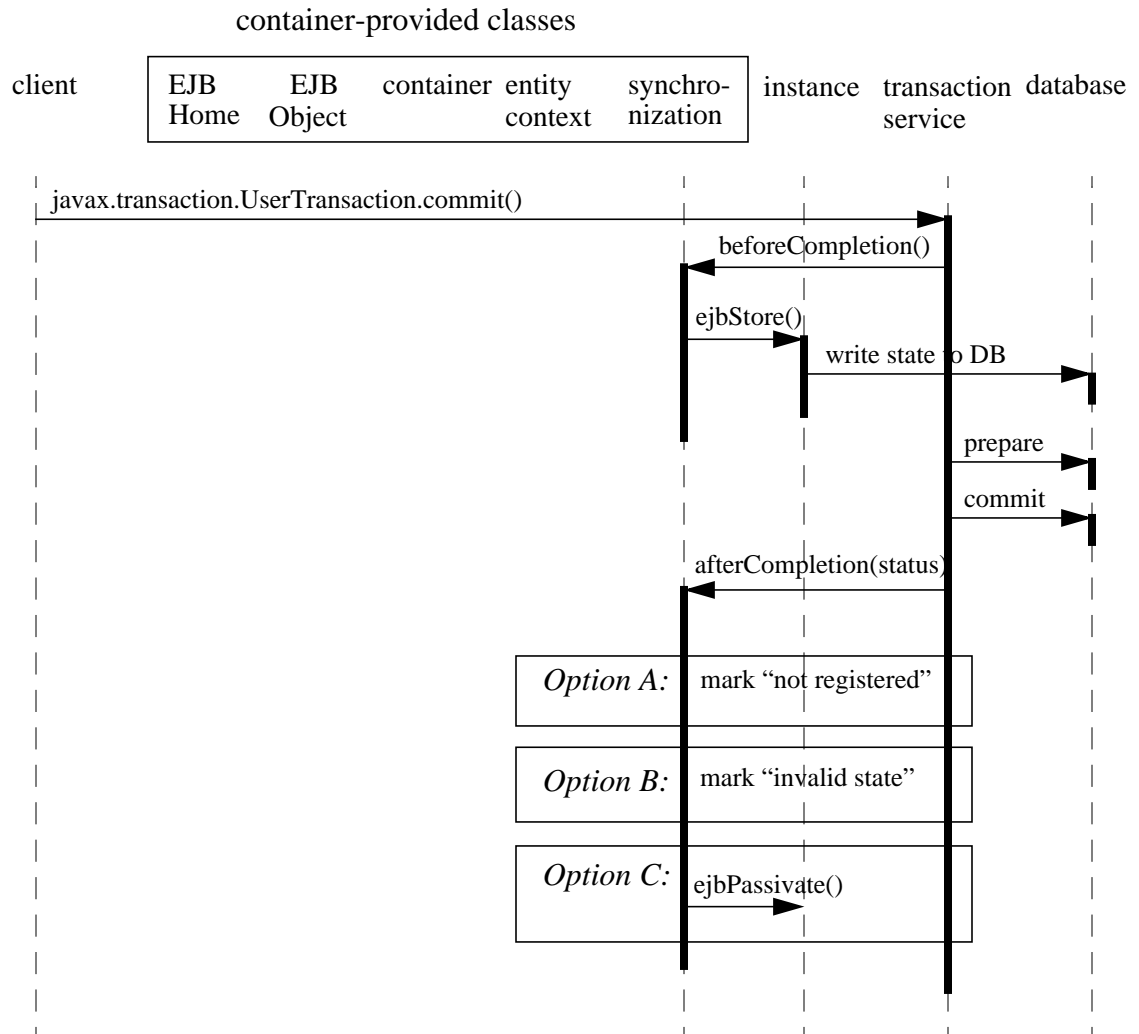 container-provided classes
client EJB EJB container entity synchro- instance transaction database
Home Object context nization service
javax.transaction.UserTransaction.commit()
beforeCompletion()
ejbStore()
write state to DB
prepare
commit
afterCompletion(status)
Option A: mark “not registered”
Option B: mark “invalid state”
Option C:
ejbPassivate()